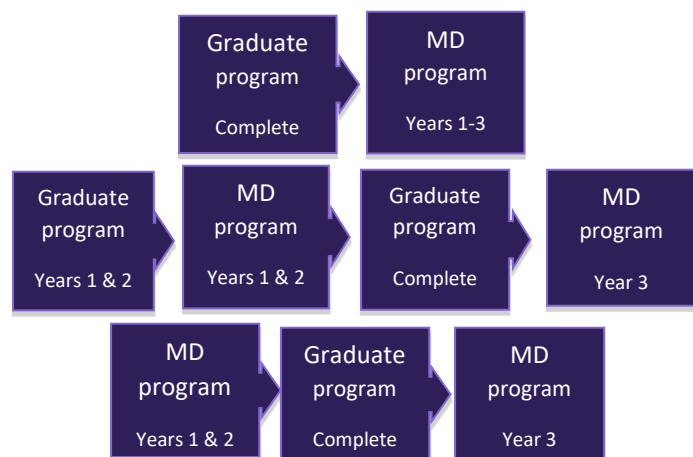 Graduate
program
Complete
MD
program
Years 1-3
Graduate
program
Years 1 & 2
MD
program
Years 1 & 2
Graduate
program
Complete
MD
program
Year 3
MD
program
Years 1 & 2
Graduate
program
Complete
MD
program
Year 3